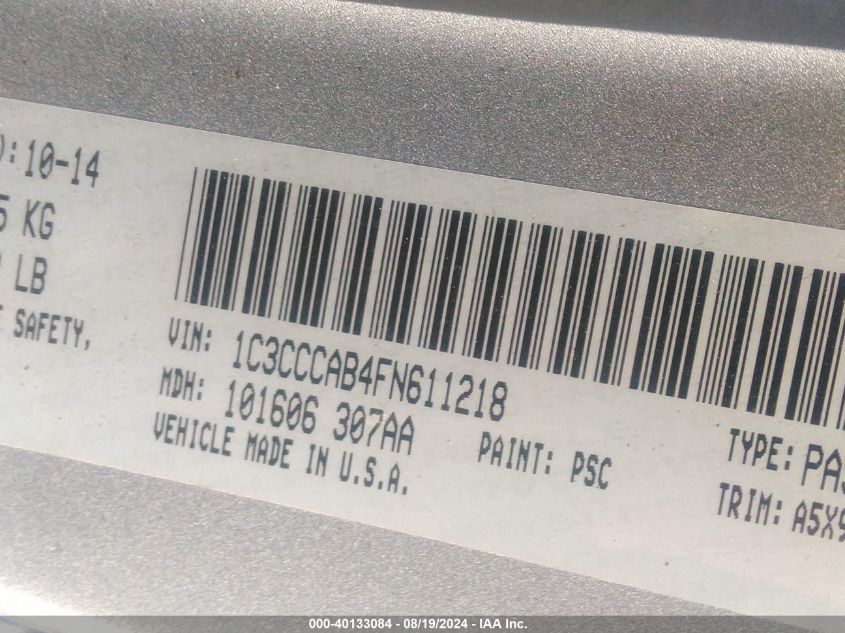 :10-14
KG
LB
SAFETY,
VIN: 1C3CCCAB4FN611218
MDH: 101606 307AA
VEHICLE MADE IN U.S.A.
PAINT: PSC
TYPE:
TRIM:
000-40133084 - 08/19/2024 - IAA Inc.